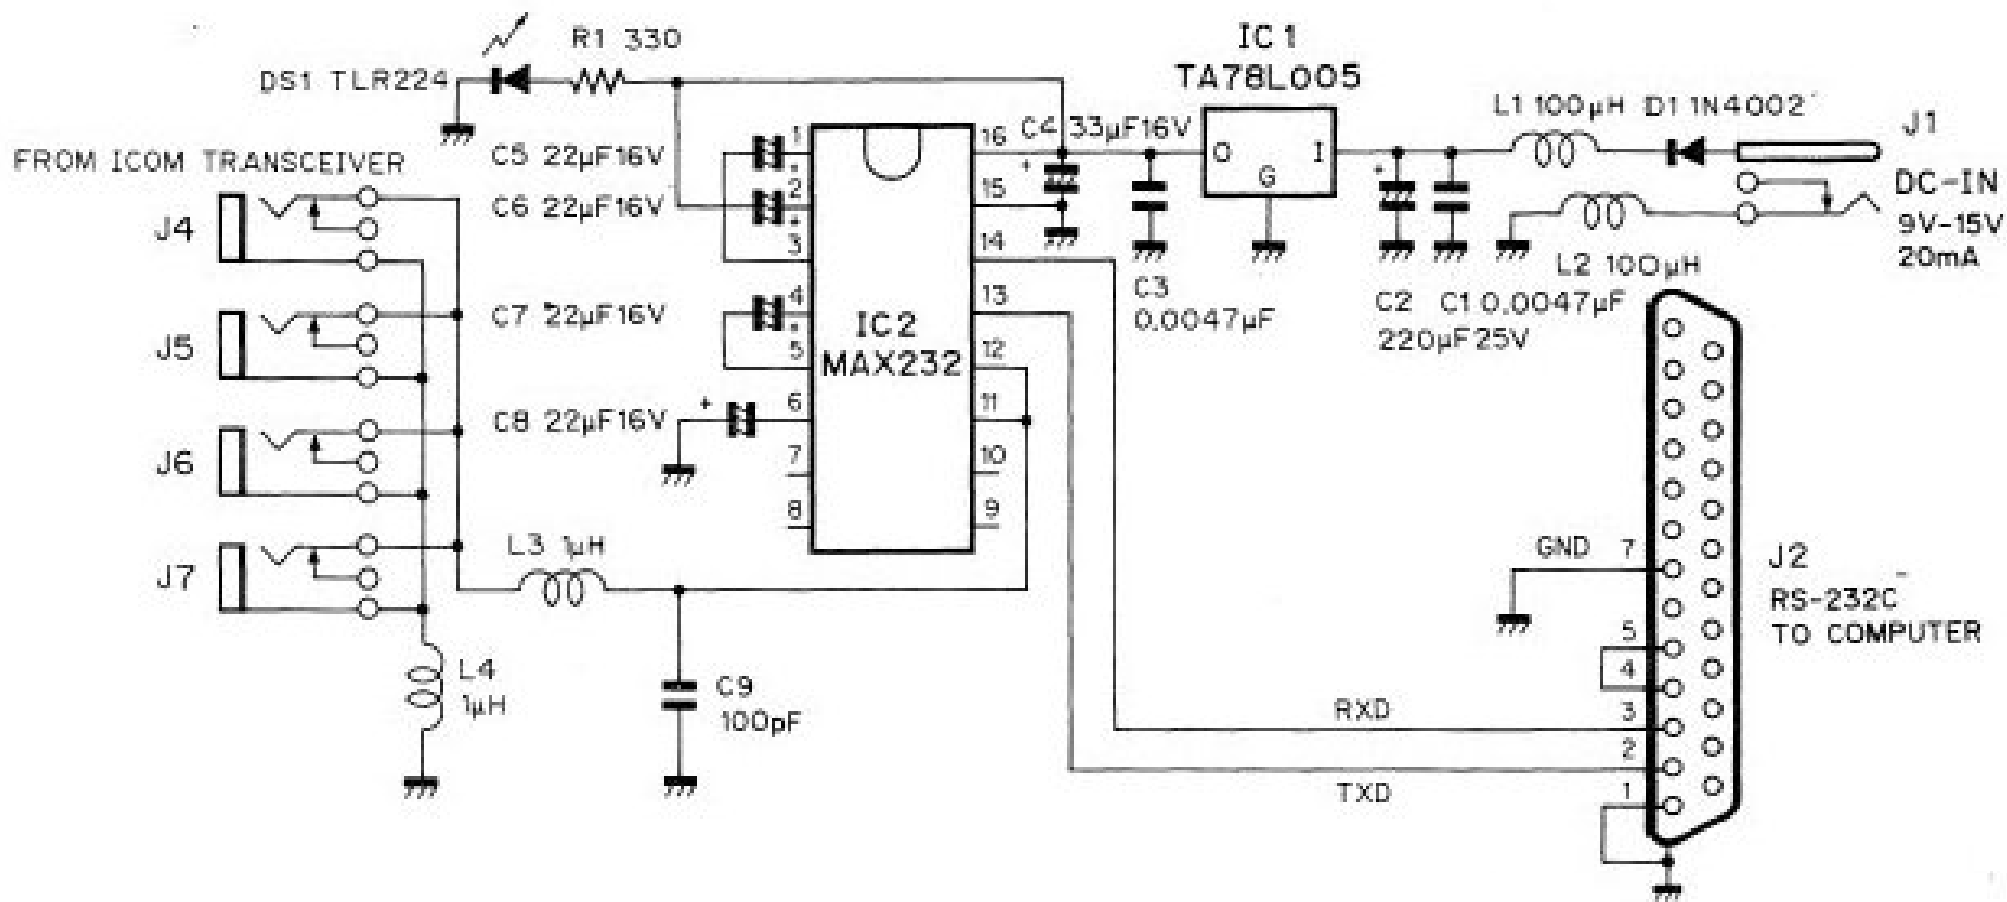 R1 330
DS1 TLR224
IC1
TA78L005
L1 100μH D1 1N4002
J1
DC-IN
9V-15V
20mA
L2 100μH
O
I
G
C4 33μF16V
C3
0.0047μF
C2 C1 0.0047μF
220μF25V
FROM ICOM TRANSCEIVER
J4
J5
J6
J7
C5 22μF16V
C6 22μF16V
C7 22μF16V
C8 22μF16V
+
+
+
1
2
3
4
5
6
7
8
16
15
14
13
12
11
10
9
IC2
MAX232
L3 1μH
L4
1μH
C9
100pF
GND 7
5
4
3
2
1
RXD
TXD
J2
RS-232C
TO COMPUTER